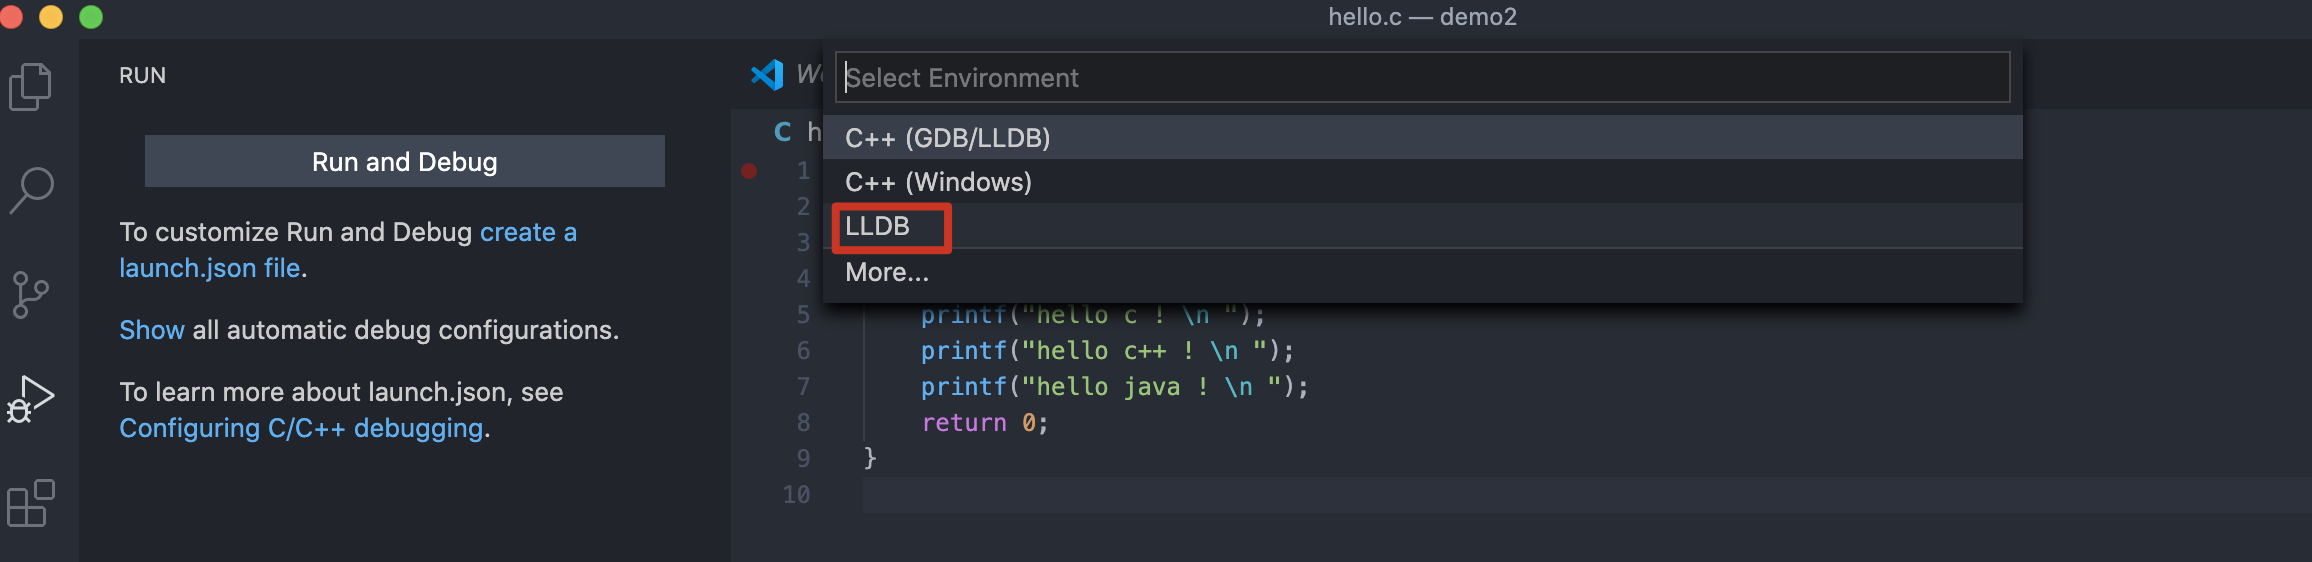 hello.c — demo2
RUN
Run and Debug
To customize Run and Debug create a
launch.json file.
Show all automatic debug configurations.
To learn more about launch.json, see
Configuring C/C++ debugging.
Select Environment
C++ (GDB/LLDB)
C++ (Windows)
LLDB
More...
C h
1
2
3
4
5 printf("hello c ! \n ");
6 printf("hello c++ ! \n ");
7 printf("hello java ! \n ");
8 return 0;
9 }
10